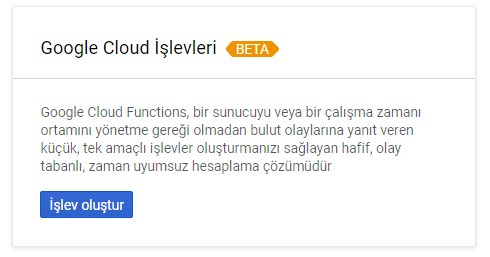 Google Cloud İşlevleri BETA
Google Cloud Functions, bir sunucuyu veya bir çalışma zamanı
ortamını yönetme gereği olmadan bulut olaylarına yanıt veren
küçük, tek amaçlı işlevler oluşturmanızı sağlayan hafif, olay
tabanlı, zaman uyumsuz hesaplama çözümüdür
İşlev oluştur